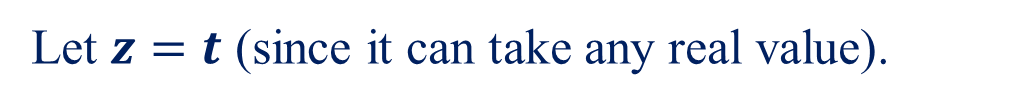 Let z = t (since it can take any real value).